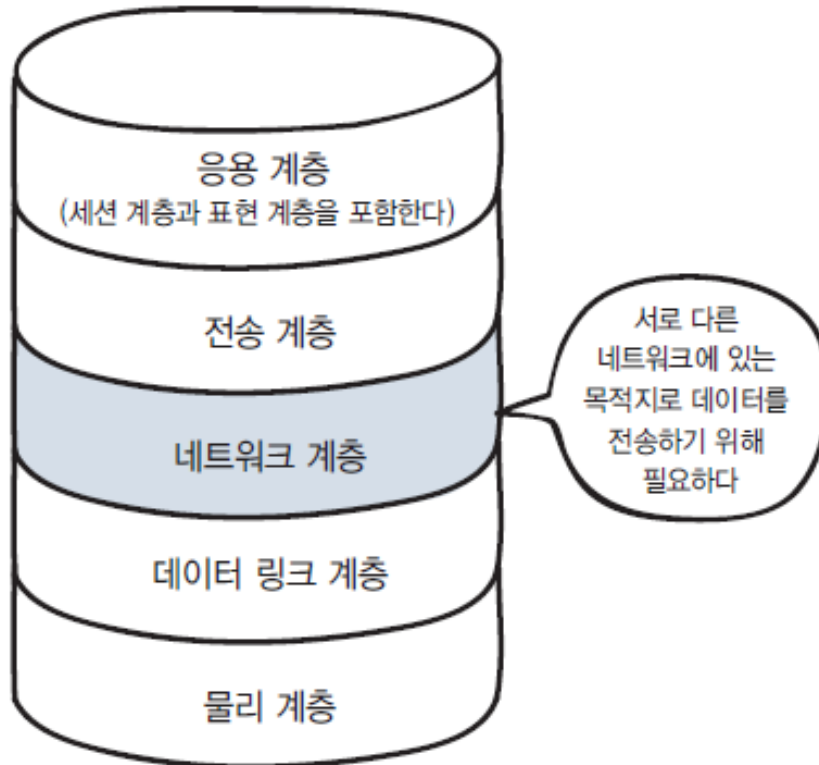 응용 계층
(세션 계층과 표현 계층을 포함한다)
전송 계층
네트워크 계층
데이터 링크 계층
물리 계층
서로 다른
네트워크에 있는
목적지로 데이터를
전송하기 위해
필요하다